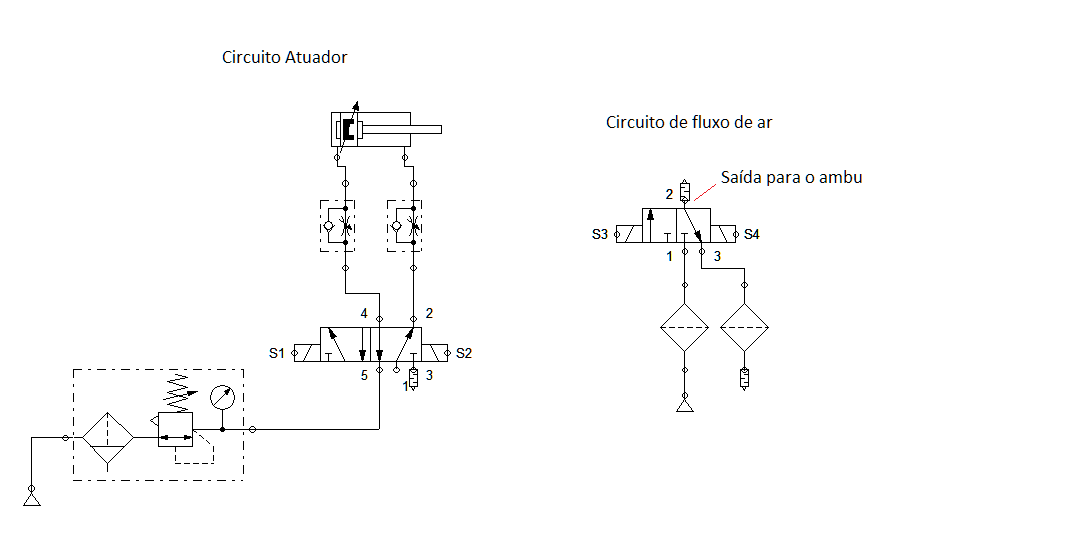 Circuito Atuador
Circuito de fluxo de ar
Saída para o ambu
2
S3
S4
1
3
4
2
S1
S2
5
1
3